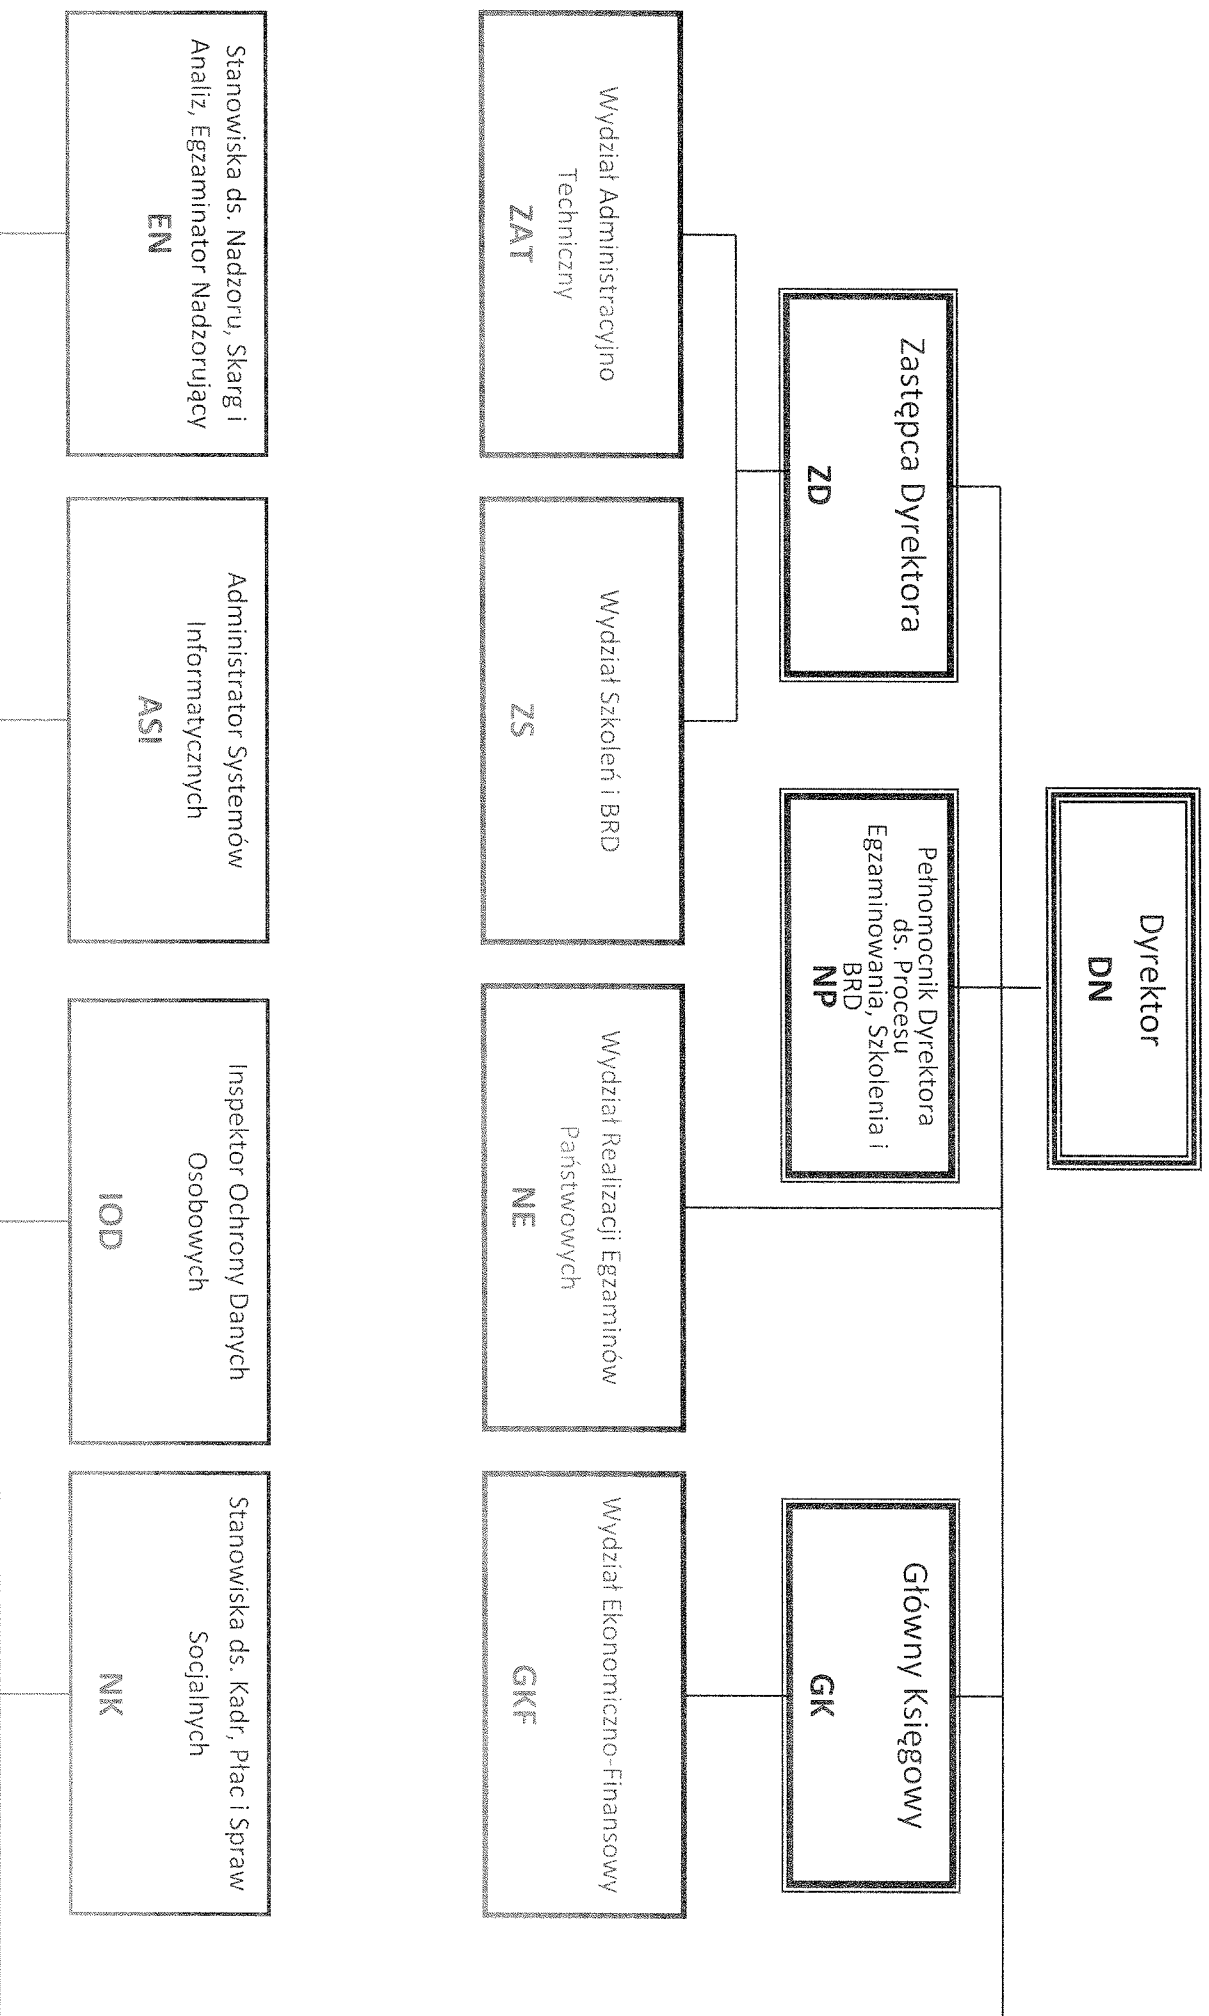 Dyrektor
DN
Zastępca Dyrektora
ZD
Pełnomocnik Dyrektora
ds. Procesu
Egzaminowania, Szkolenia i
BRD
NP
Główny Księgowy
GK
Wydział Administracyjno
Techniczny
ZAT
Wydział Szkoleń i BRD
ZS
Wydział Realizacji Egzaminów
Państwowych
NE
Wydział Ekonomiczno-Finansowy
GKF
Stanowiska ds. Nadzoru, Skarg i
Analiz, Egzaminator Nadzorujący
EN
Administrator Systemów
Informatycznych
ASI
Inspektor Ochrony Danych
Osobowych
IOD
Stanowiska ds. Kadr, Płac i Spraw
Socjalnych
NK